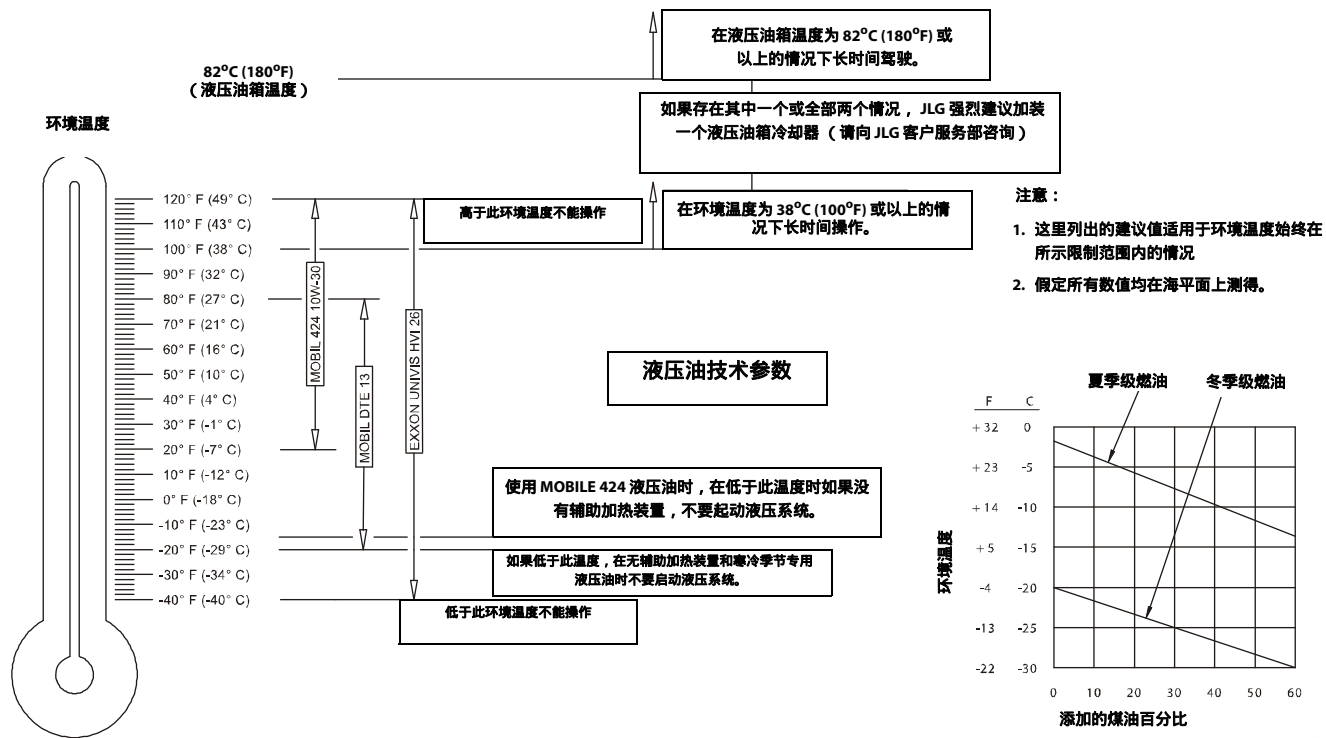 82°C (180°F)
（液压油箱温度）
在液压油箱温度为 82°C (180°F) 或
以上的情况下长时间驾驶。
如果存在其中一个或全部两个情况，JLG 强烈建议加装
一个液压油箱冷却器（请向 JLG 客户服务部咨询）
环境温度
120° F (49° C)
110° F (43° C)
100° F (38° C)
90° F (32° C)
80° F (27° C)
70° F (21° C)
60° F (16° C)
50° F (10° C)
40° F (4° C)
30° F (-1° C)
20° F (-7° C)
10° F (-12° C)
0° F (-18° C)
-10° F (-23° C)
-20° F (-29° C)
-30° F (-34° C)
-40° F (-40° C)
MOBIL 424 10W-30
MOBIL DTE 13
EXXON UNIVIS HVI 26
高于此环境温度不能操作
在环境温度为 38°C (100°F) 或以上的情
况下长时间操作。
注意：
1. 这里列出的建议值适用于环境温度始终在
所示限制范围内的情况
2. 假定所有数值均在海平面上测得。
液压油技术参数
使用 MOBILE 424 液压油时，在低于此温度时如果没
有辅助加热装置，不要起动液压系统。
如果低于此温度，在无辅助加热装置和寒冷季节专用
液压油时不要启动液压系统。
低于此环境温度不能操作
夏季级燃油
冬季级燃油
F C
+ 32 0
+ 23 -5
+ 14 -10
+ 5 -15
-4 -20
-13 -25
-22 -30
环境温度
0 10 20 30 40 50 60
添加的煤油百分比